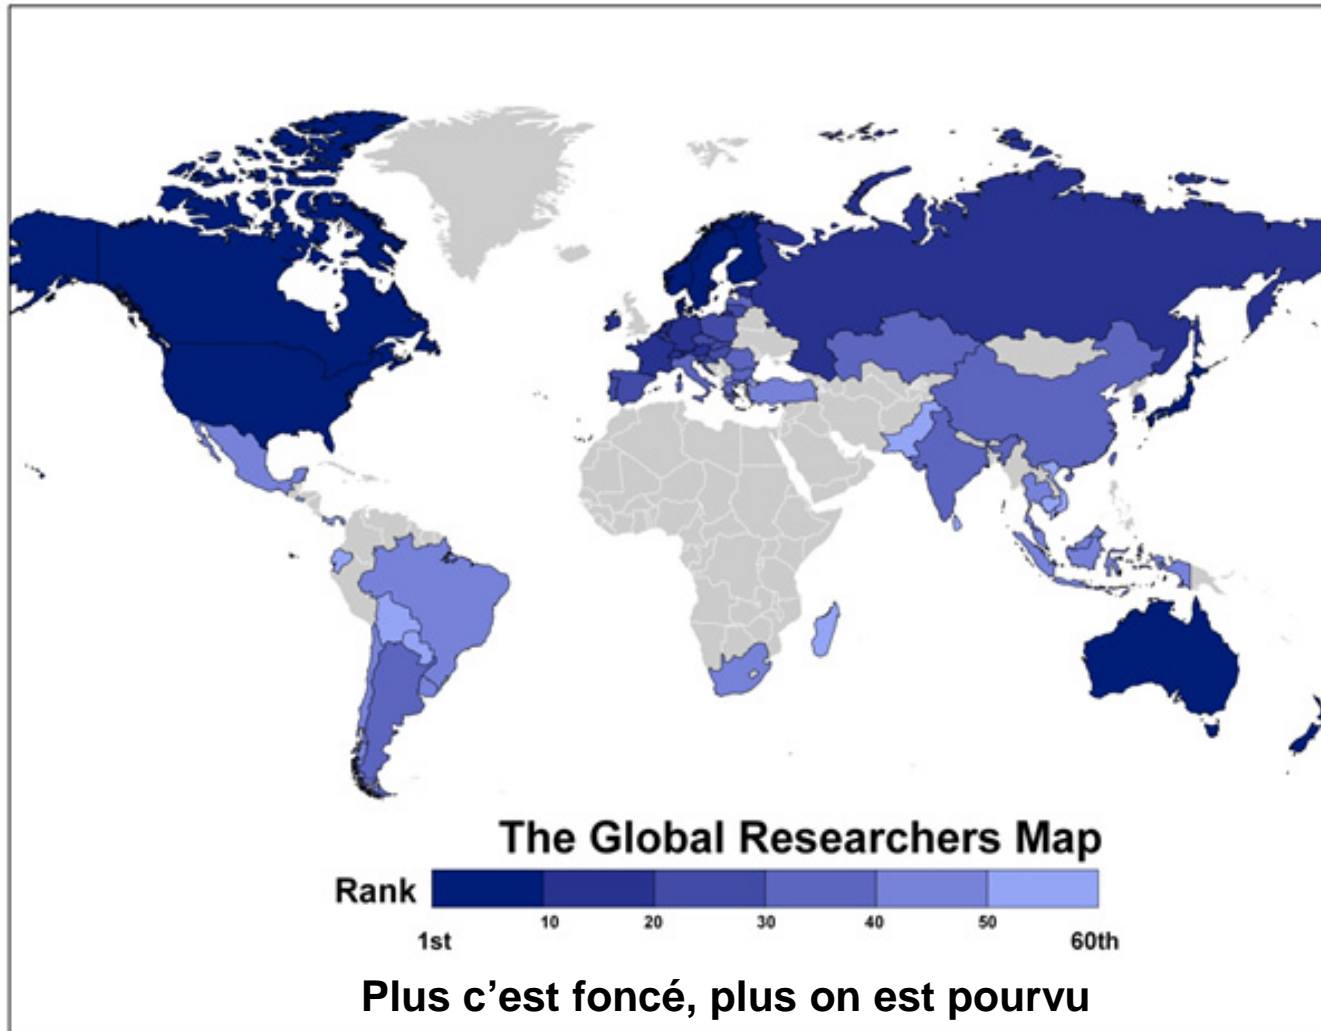 The Global Researchers Map
Rank
10 20 30 40 50
1st 60th
Plus c’est foncé, plus on est pourvu